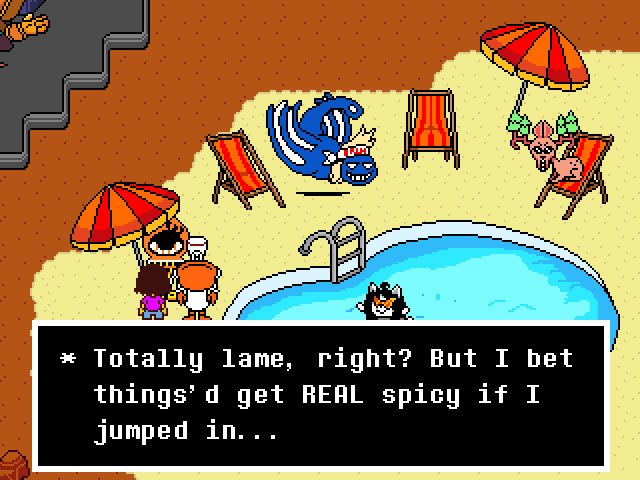 * Totally lame, right? But I bet
things'd get REAL spicy if I
jumped in...